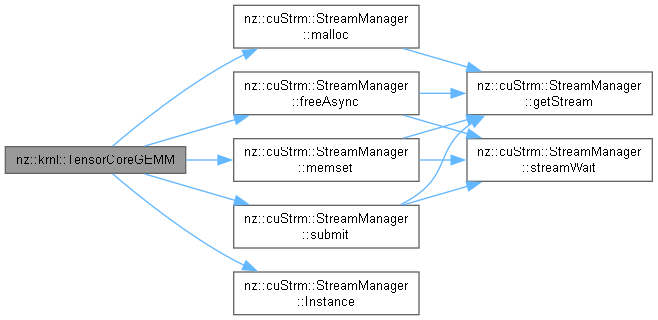 nz::cuStrm::StreamManager
::malloc
nz::cuStrm::StreamManager
::freeAsync
nz::cuStrm::StreamManager
::getStream
nz::krnl::TensorCoreGEMM
nz::cuStrm::StreamManager
::memset
nz::cuStrm::StreamManager
::streamWait
nz::cuStrm::StreamManager
::submit
nz::cuStrm::StreamManager
::Instance